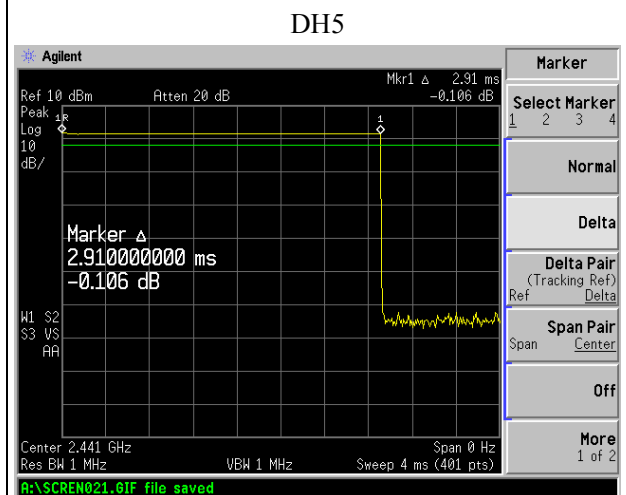 DH5
Agilent
Marker
Mkr1 Δ 2.91 ms
Ref 10 dBm Atten 20 dB -0.106 dB
Peak
Log
10
dB/
1R
1
Marker Δ
2.910000000 ms
-0.106 dB
W1 S2
S3 VS
AA
Center 2.441 GHz Span 0 Hz
Res BW 1 MHz VBW 1 MHz Sweep 4 ms (401 pts)
A:\SCREN021.GIF file saved
Select Marker
1 2 3 4
Normal
Delta
Delta Pair
(Tracking Ref)
Ref Delta
Span Pair
Span Center
Off
More
1 of 2